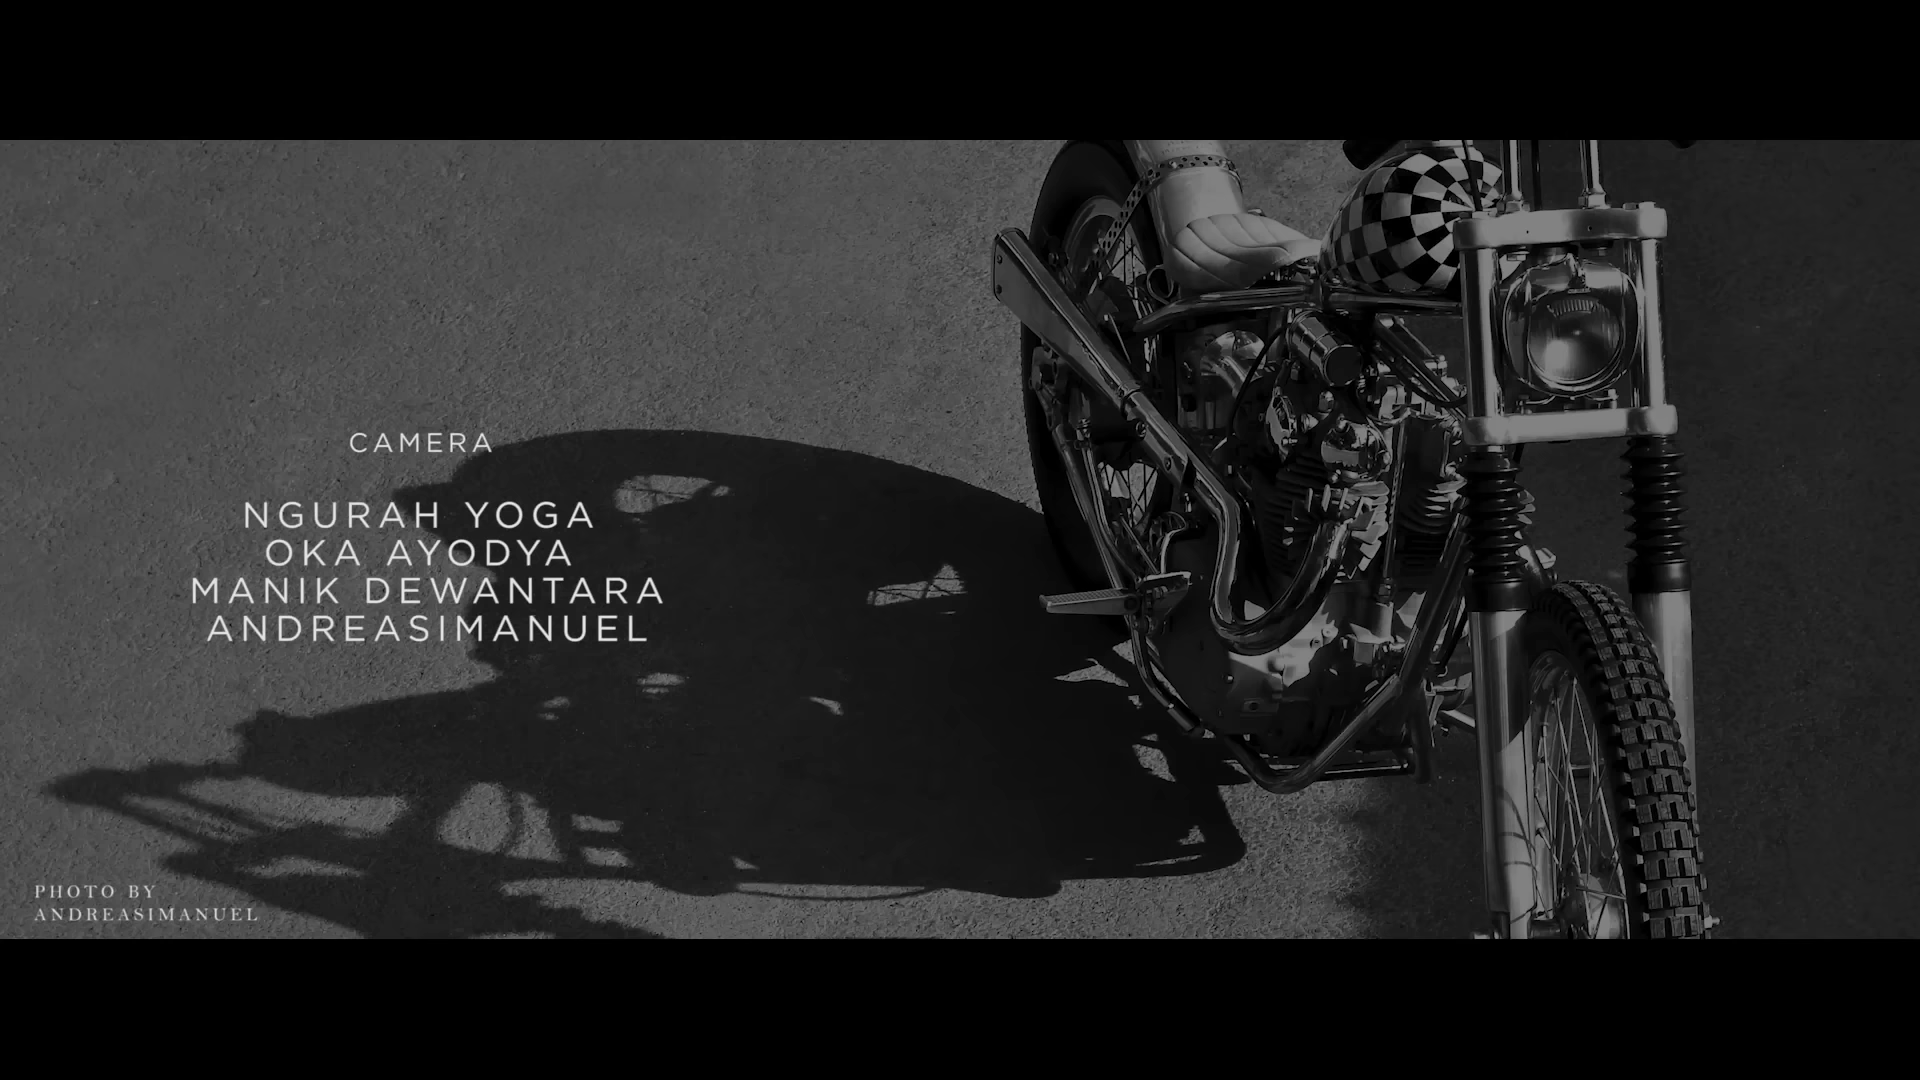 CAMERA
NGURAH YOGA
OKA AYODYA
MANIK DEWANTARA
ANDREASIMANUEL
PHOTO BY
ANDREASIMANUEL